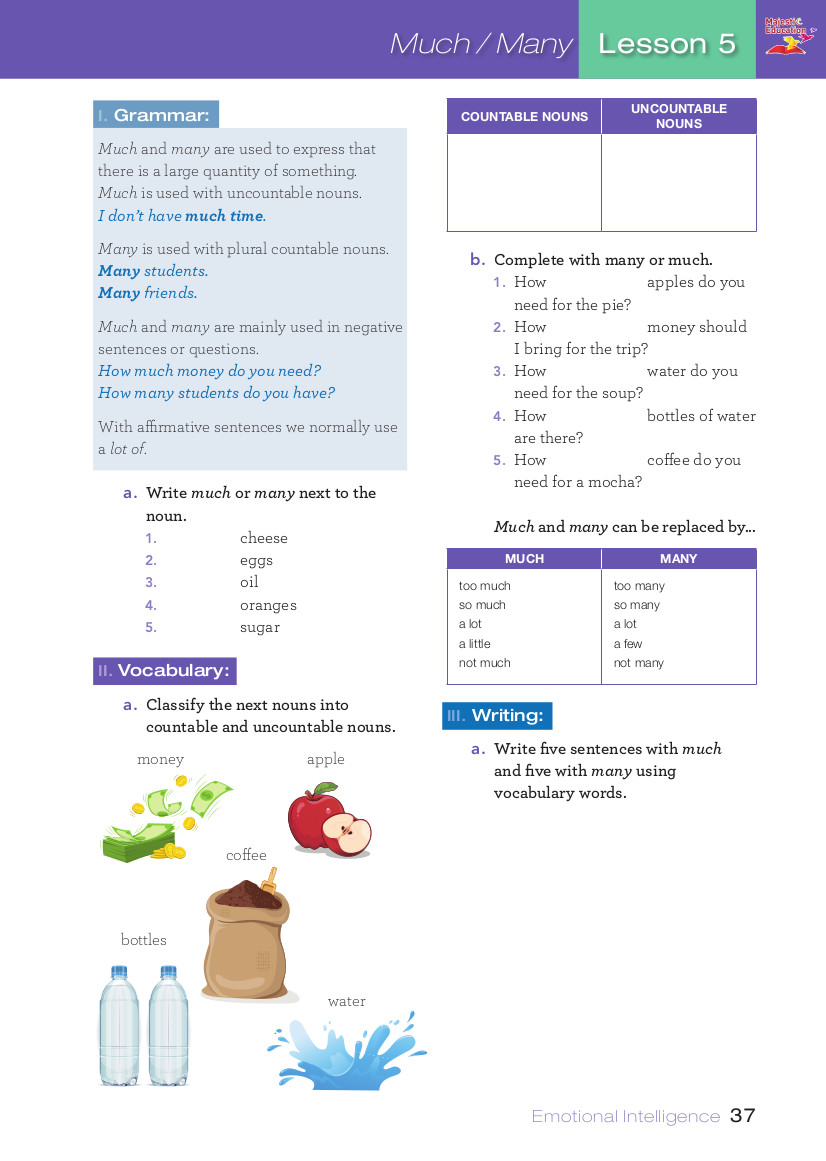 Much / Many Lesson 5
Majestic
Education
I. Grammar:
Much and many are used to express that
there is a large quantity of something.
Much is used with uncountable nouns.
I don't have much time.
Many is used with plural countable nouns.
Many students.
Many friends.
Much and many are mainly used in negative
sentences or questions.
How much money do you need?
How many students do you have?
With affirmative sentences we normally use
a lot of.
a. Write much or many next to the
noun.
1. cheese
2. eggs
3. oil
4. oranges
5. sugar
II. Vocabulary:
a. Classify the next nouns into
countable and uncountable nouns.
money apple
coffee
bottles
water
COUNTABLE NOUNS UNCOUNTABLE
NOUNS
b. Complete with many or much.
1. How apples do you
need for the pie?
2. How money should
I bring for the trip?
3. How water do you
need for the soup?
4. How bottles of water
are there?
5. How coffee do you
need for a mocha?
Much and many can be replaced by...
MUCH MANY
too much too many
so much so many
a lot a lot
a little a few
not much not many
III. Writing:
a. Write five sentences with much
and five with many using
vocabulary words.
Emotional Intelligence 37